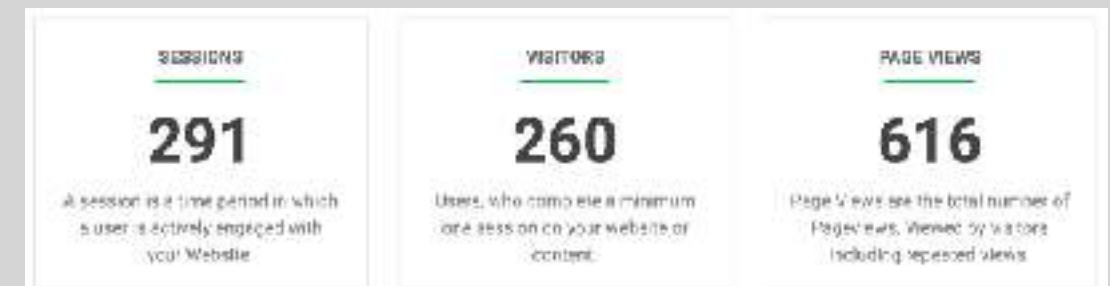 SESSIONS
291
A session is a time period in which
a user is actively engaged with
your Website
VISITORS
260
Users, who complete a minimum
one session on your website or
content.
PAGE VIEWS
616
Page Views are the total number of
Pageviews, Viewed by visitors
including repeated views.